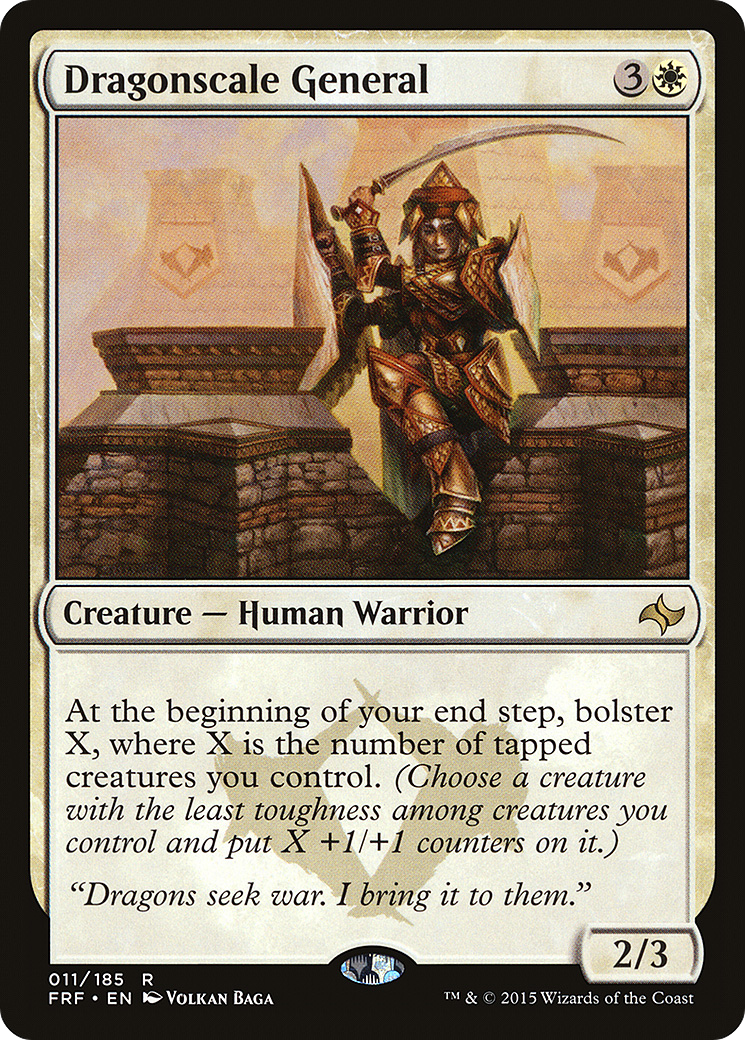 Dragonscale General 3
Creature — Human Warrior
At the beginning of your end step, bolster
X, where X is the number of tapped
creatures you control. (Choose a creature
with the least toughness among creatures you
control and put X +1/+1 counters on it.)
“Dragons seek war. I bring it to them.”
2/3
011/185 R
FRF • EN Volkan Baga
™ & © 2015 Wizards of the Coast